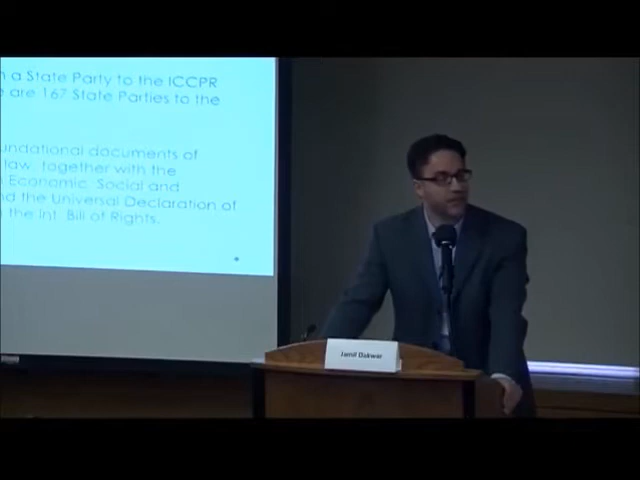 a State Party to the ICCPR
are 167 State Parties to the
undational documents of
law, together with the
Economic, Social and
nd the Universal Declaration of
the Int. Bill of Rights.
Jamil Dakwar